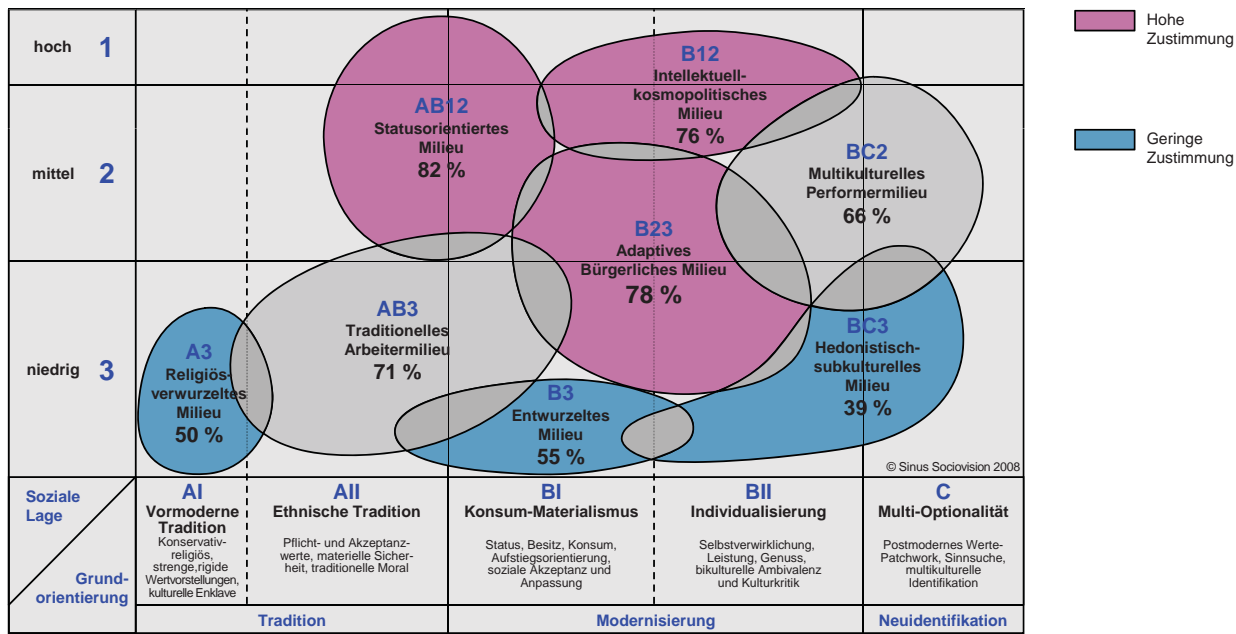 hoch 1
mittel 2
niedrig 3
AB12
Statusorientiertes
Milieu
82 %
B12
Intellektuell-
kosmopolitisches
Milieu
76 %
BC2
Multikulturelles
Performermilieu
66 %
B23
Adaptives
Bürgerliches Milieu
78 %
AB3
Traditionelles
Arbeitermilieu
71 %
A3
Religiös-
verwurzeltes
Milieu
50 %
B3
Entwurzeltes
Milieu
55 %
BC3
Hedonistisch-
subkulturelles
Milieu
39 %
© Sinus Sociovision 2008
Soziale
Lage
Grund-
orientierung
AI
Vormoderne
Tradition
Konservativ-
religiös,
strenge,rigide
Wertvorstellungen,
kulturelle Enklave
AII
Ethnische Tradition
Pflicht- und Akzeptanz-
werte, materielle Sicher-
heit, traditionelle Moral
BI
Konsum-Materialismus
Status, Besitz, Konsum,
Aufstiegsorientierung,
soziale Akzeptanz und
Anpassung
BII
Individualisierung
Selbstverwirklichung,
Leistung, Genuss,
bikulturelle Ambivalenz
und Kulturkritik
C
Multi-Optionalität
Postmodernes Werte-
Patchwork, Sinnsuche,
multikulturelle
Identifikation
Tradition
Modernisierung
Neuidentifikation
Hohe
Zustimmung
Geringe
Zustimmung